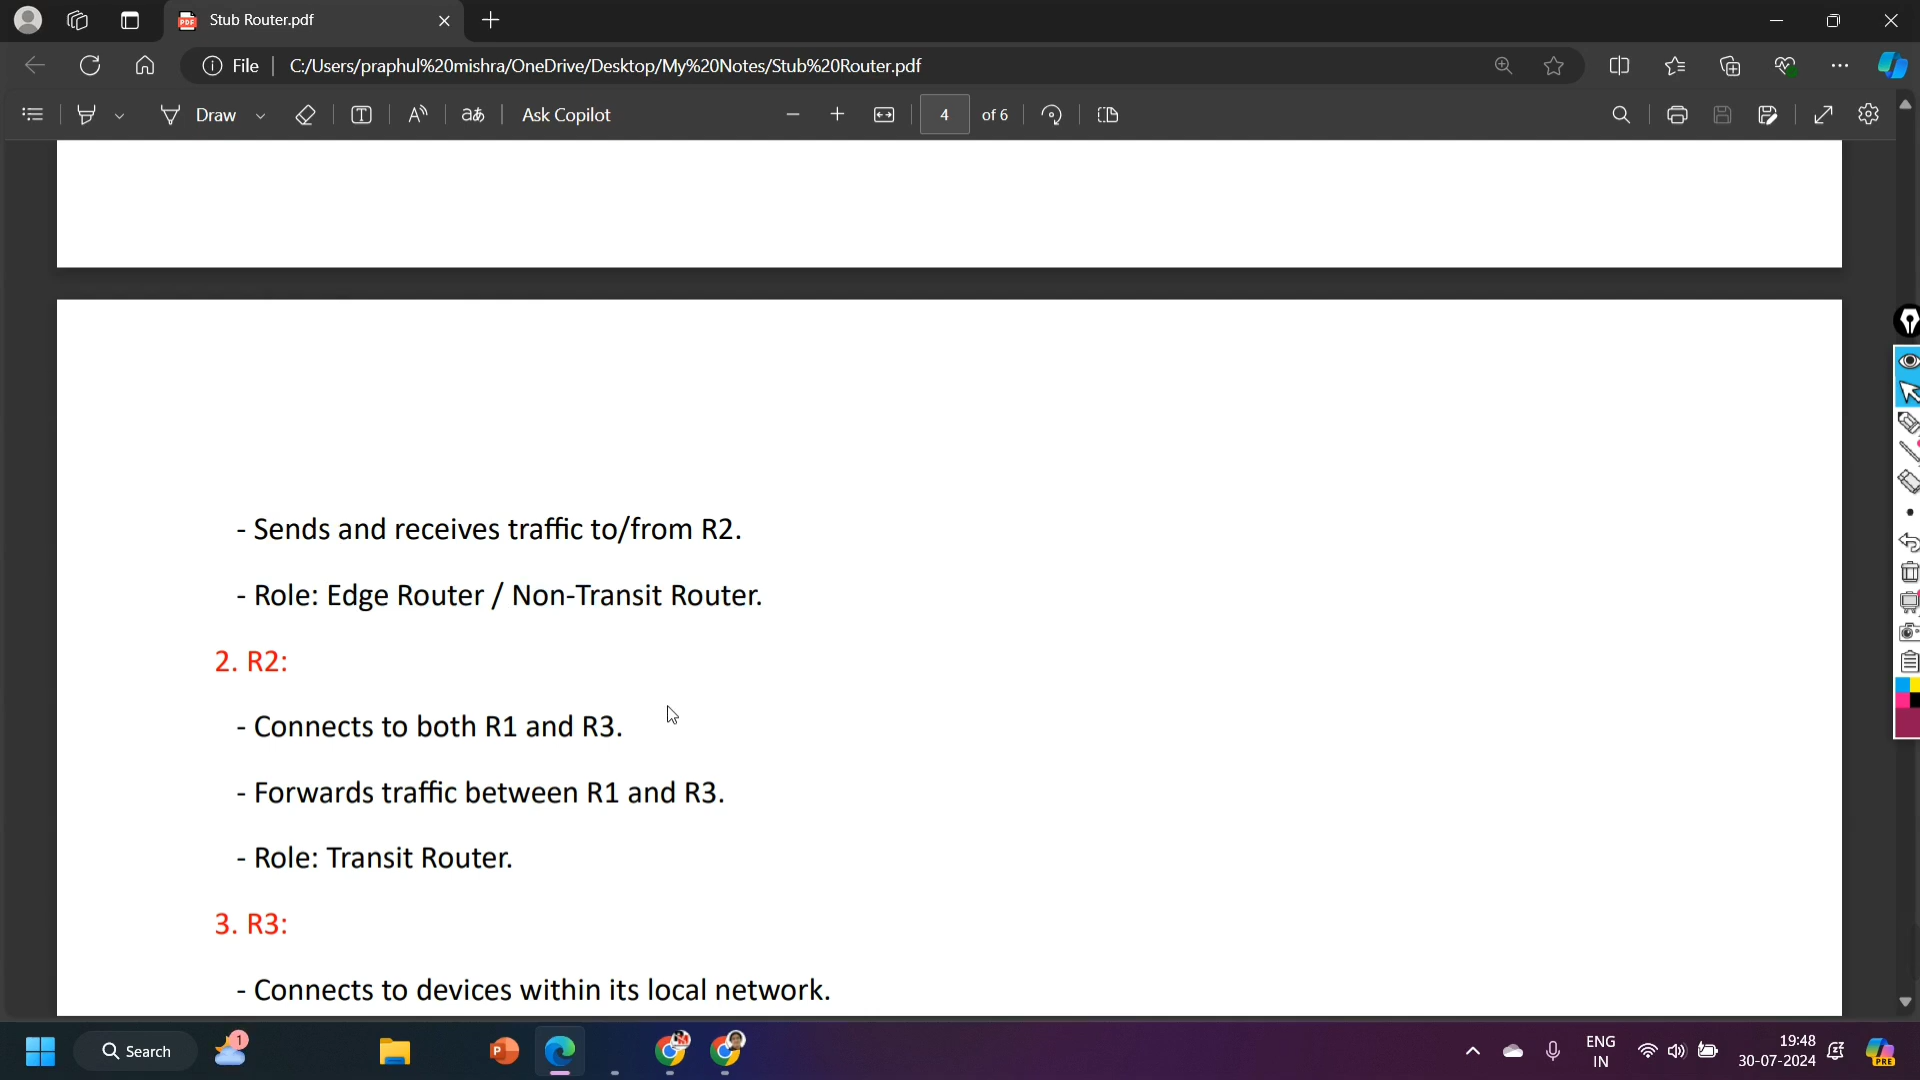 Stub Router.pdf
File
C:/Users/praphul%20mishra/OneDrive/Desktop/My%20Notes/Stub%20Router.pdf
Draw
Ask Copilot
4 of 6
- Sends and receives traffic to/from R2.
- Role: Edge Router / Non-Transit Router.
2. R2:
- Connects to both R1 and R3.
- Forwards traffic between R1 and R3.
- Role: Transit Router.
3. R3:
- Connects to devices within its local network.
Search
1
ENG
IN
19:48
30-07-2024
PRE